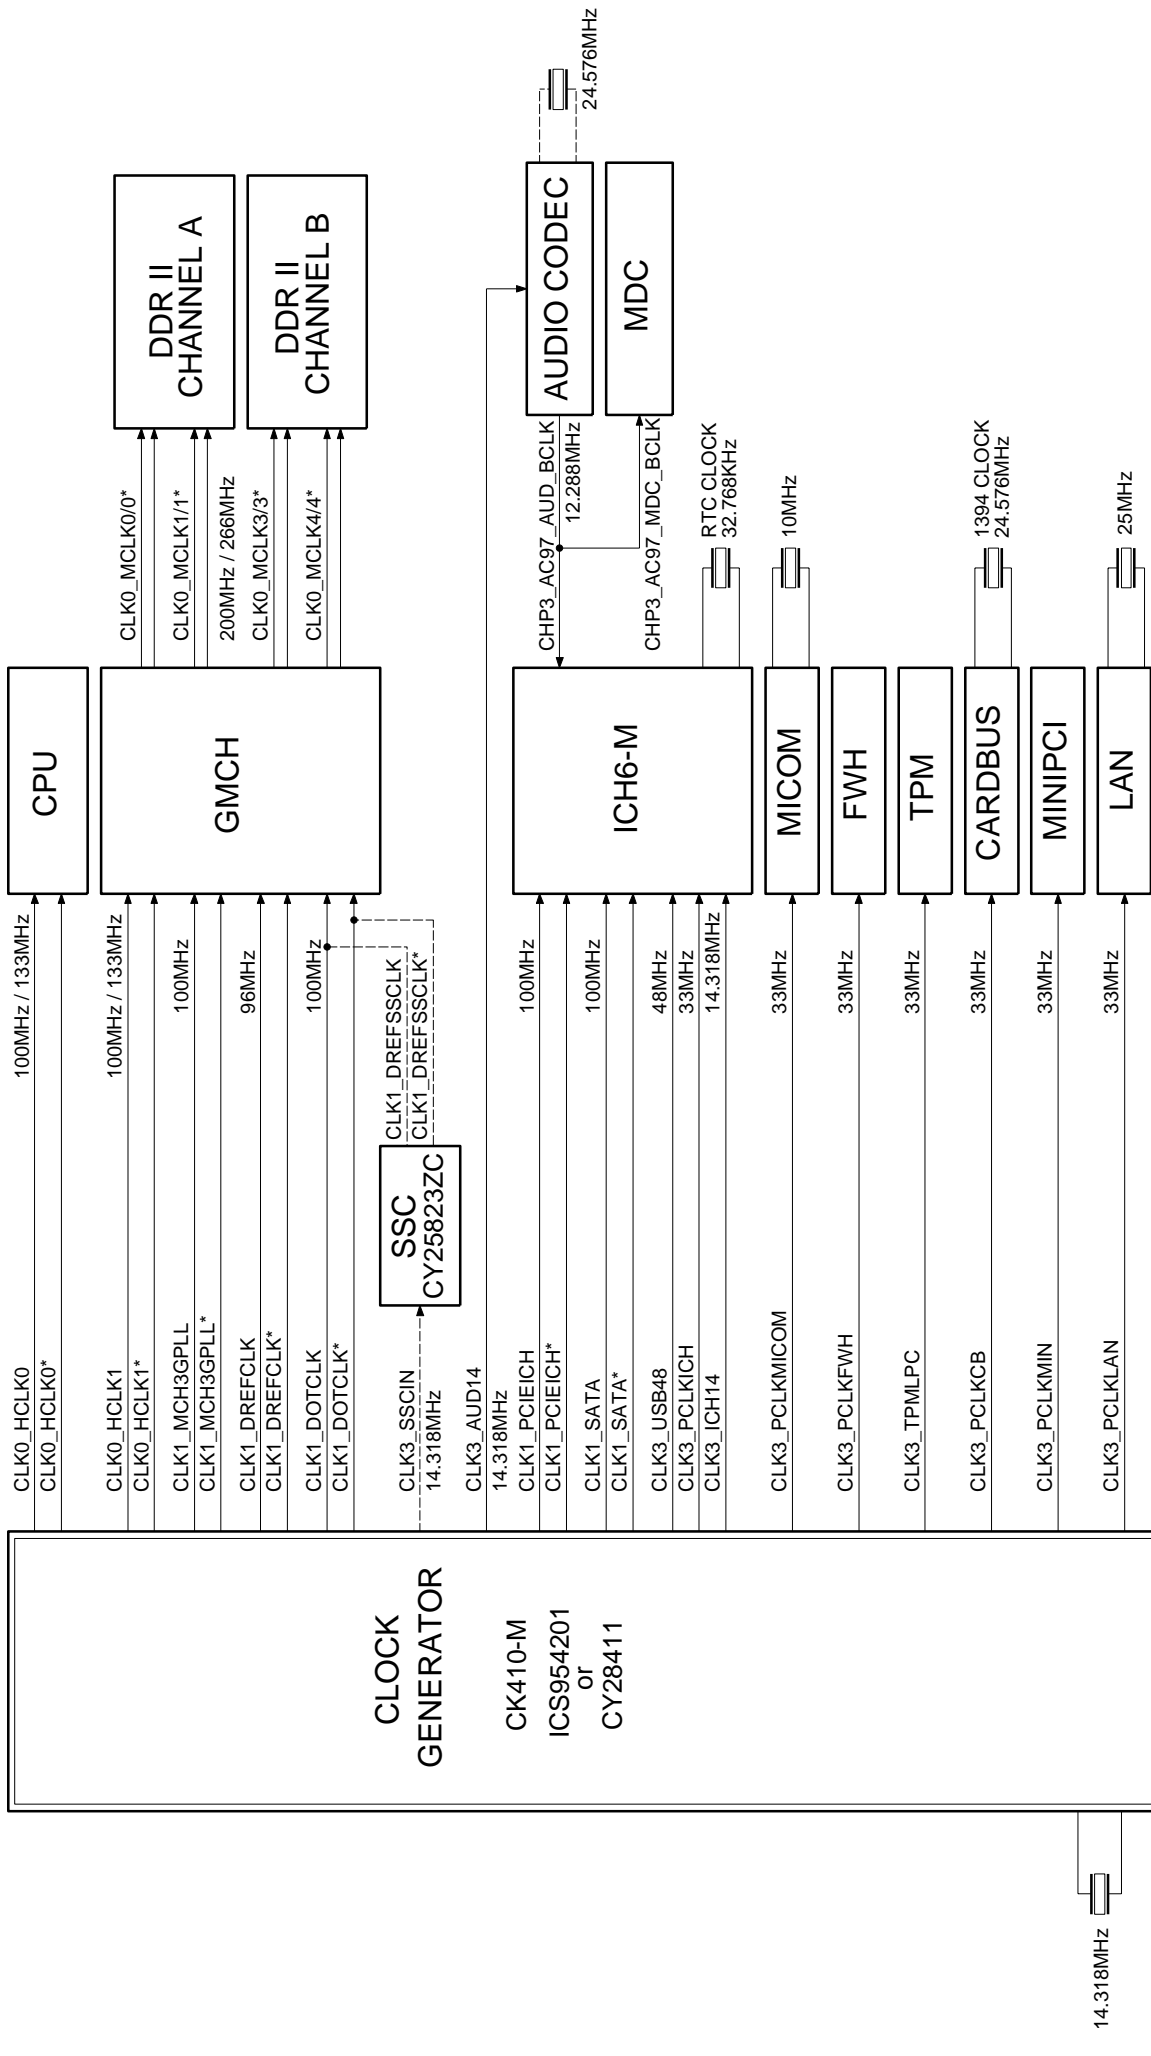 14.318MHz
CLOCK
GENERATOR
CK410-M
ICS954201
or
CY28411
CLK0_HCLK0
CLK0_HCLK0*
100MHz / 133MHz
CPU
CLK0_HCLK1
CLK0_HCLK1*
100MHz / 133MHz
CLK1_MCH3GPLL
CLK1_MCH3GPLL*
100MHz
CLK1_DREFCLK
CLK1_DREFCLK*
96MHz
CLK1_DOTCLK
CLK1_DOTCLK*
100MHz
GMCH
CLK0_MCLK0/0*
CLK0_MCLK1/1*
200MHz / 266MHz
CLK0_MCLK3/3*
CLK0_MCLK4/4*
DDR II
CHANNEL A
DDR II
CHANNEL B
CLK3_SSCIN
14.318MHz
SSC
CY25823ZC
CLK1_DREFSSCLK
CLK1_DREFSSCLK*
CLK3_AUD14
14.318MHz
AUDIO CODEC
24.576MHz
MDC
CHP3_AC97_AUD_BCLK
12.288MHz
CHP3_AC97_MDC_BCLK
CLK1_PCIEICH
CLK1_PCIEICH*
100MHz
CLK1_SATA
CLK1_SATA*
100MHz
CLK3_USB48
48MHz
CLK3_PCLKICH
33MHz
CLK3_ICH14
14.318MHz
ICH6-M
RTC CLOCK
32.768KHz
CLK3_PCLKMICOM
33MHz
MICOM
10MHz
CLK3_PCLKFWH
33MHz
FWH
CLK3_TPMLPC
33MHz
TPM
CLK3_PCLKCB
33MHz
CARDBUS
1394 CLOCK
24.576MHz
CLK3_PCLKMIN
33MHz
MINIPCI
CLK3_PCLKLAN
33MHz
LAN
25MHz